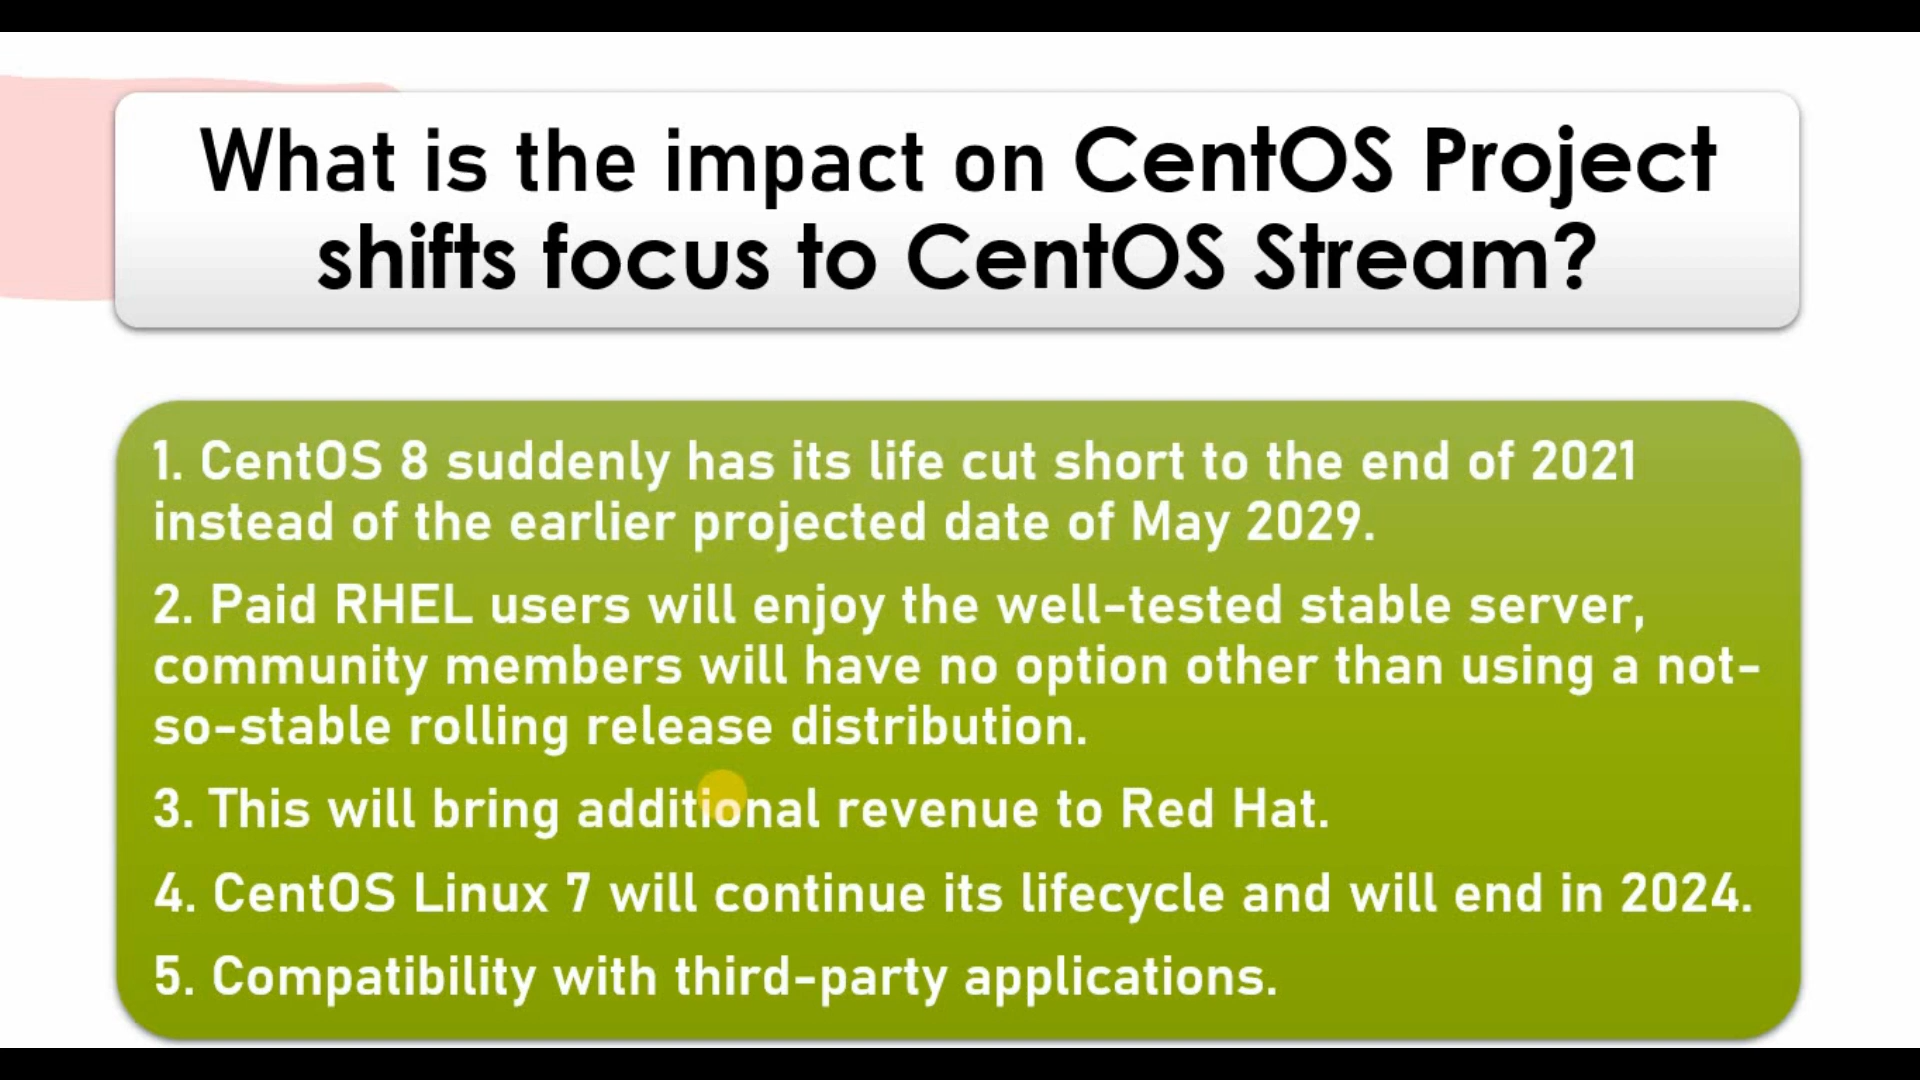 What is the impact on CentOS Project
shifts focus to CentOS Stream?
1. CentOS 8 suddenly has its life cut short to the end of 2021
instead of the earlier projected date of May 2029.
2. Paid RHEL users will enjoy the well-tested stable server,
community members will have no option other than using a not-
so-stable rolling release distribution.
3. This will bring additional revenue to Red Hat.
4. CentOS Linux 7 will continue its lifecycle and will end in 2024.
5. Compatibility with third-party applications.